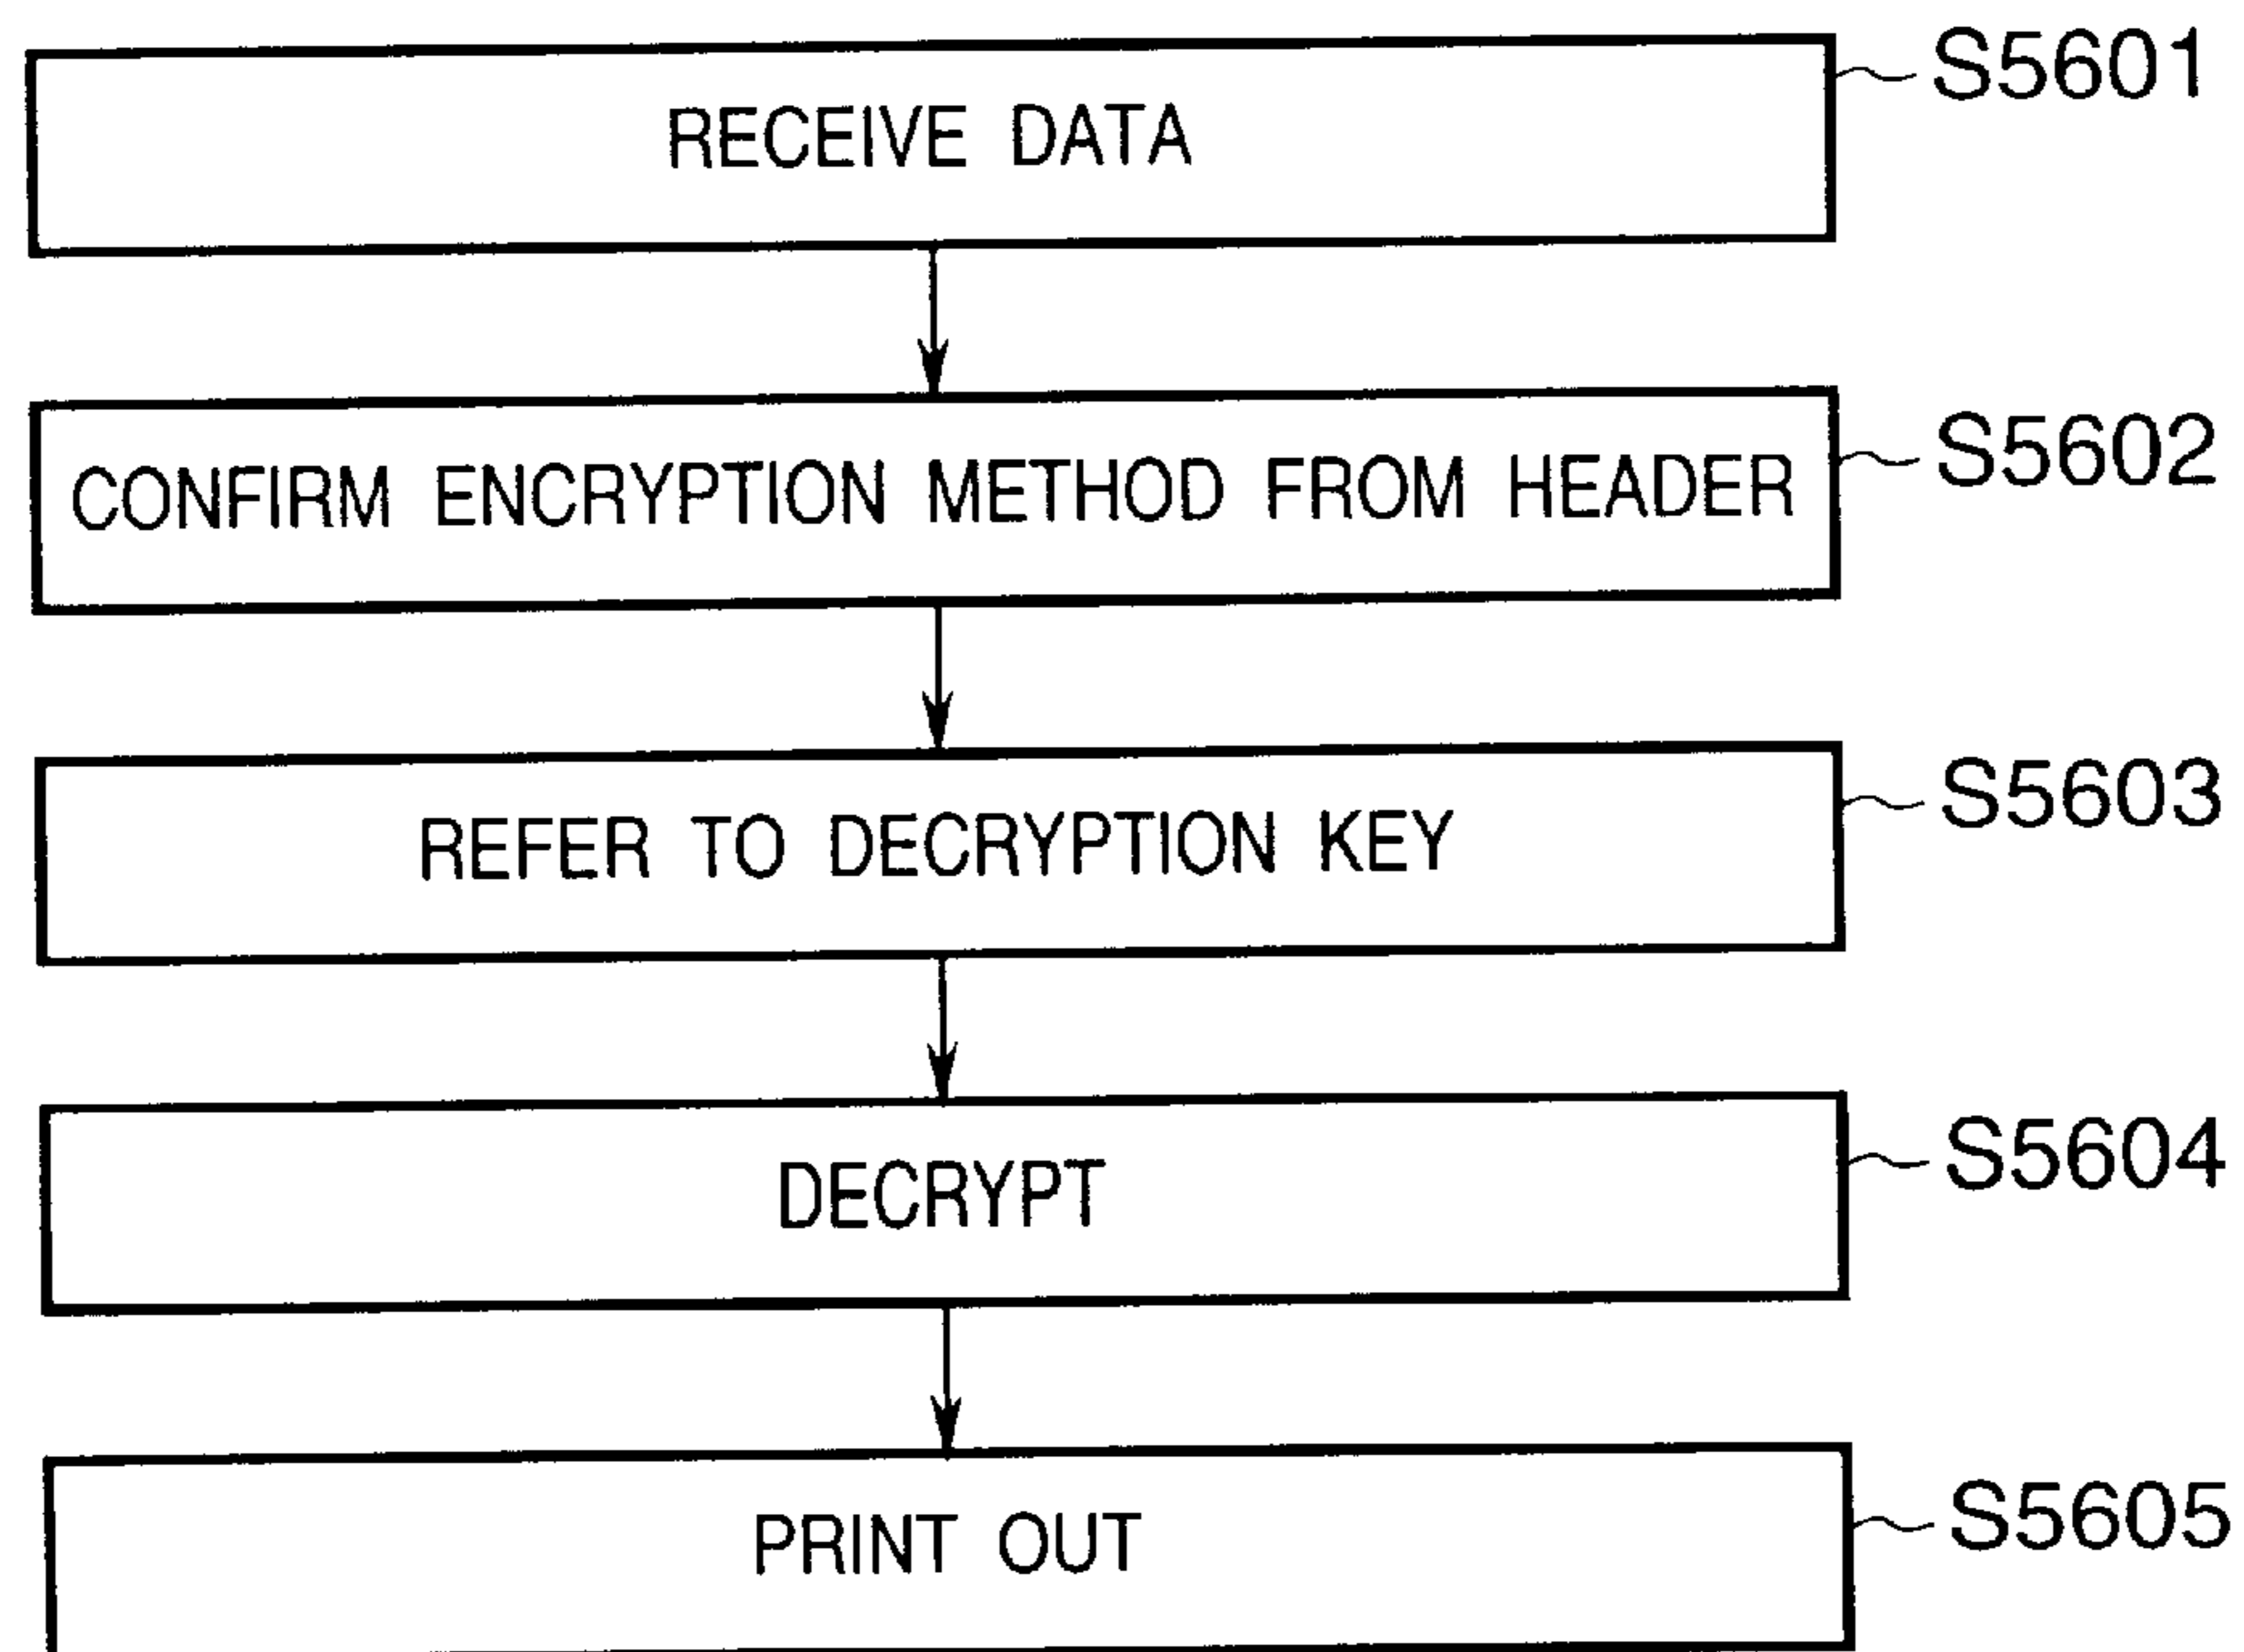 RECEIVE DATA
S5601
CONFIRM ENCRYPTION METHOD FROM HEADER
S5602
REFER TO DECRYPTION KEY
S5603
DECRYPT
S5604
PRINT OUT
S5605